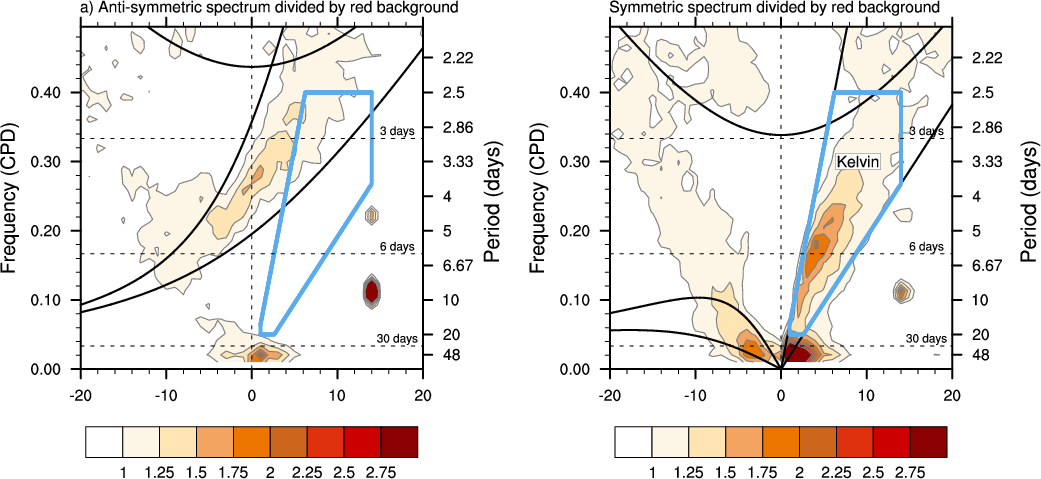 a) Anti-symmetric spectrum divided by red background
Symmetric spectrum divided by red background
Frequency (CPD)
0.40
0.30
0.20
0.10
0.00
-20 -10 0 10 20
3 days
6 days
30 days
2.22
2.5
2.86
3.33
4
5
6.67
10
20
48
Period (days)
1 1.25 1.5 1.75 2 2.25 2.5 2.75
Frequency (CPD)
0.40
0.30
0.20
0.10
0.00
-20 -10 0 10 20
Kelvin
3 days
6 days
30 days
2.22
2.5
2.86
3.33
4
5
6.67
10
20
48
Period (days)
1 1.25 1.5 1.75 2 2.25 2.5 2.75